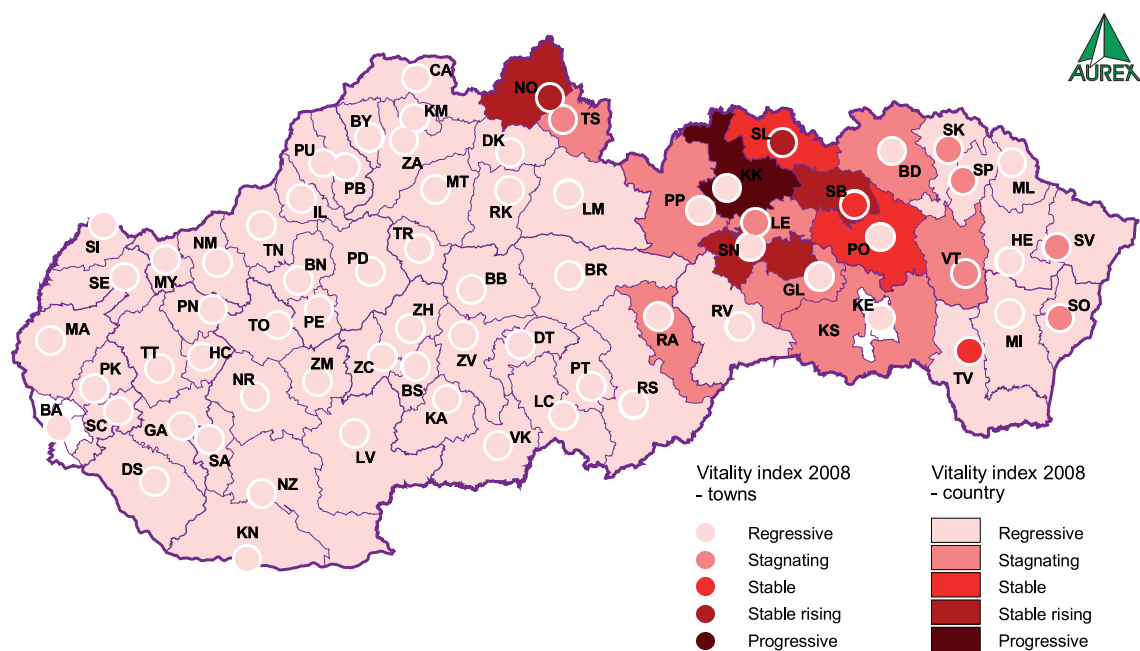 AUREX
CA
NO
KM
TS
BY
DK
SL
SK
PU
ZA
BD
SP
PB
MT
KK
ML
IL
RK
LM
PP
SB
SI
TN
TR
LE
NM
SN
PO
HE
SV
SE
MY
BN
PD
BB
BR
VT
PN
GL
KE
MA
TO
PE
ZH
RV
KS
SO
TT
HC
DT
RA
MI
PK
ZM
ZC
ZV
NR
BS
PT
TV
BA
RS
SC
GA
KA
LC
SA
LV
VK
DS
NZ
KN
Vitality index 2008
- towns
Regressive
Stagnating
Stable
Stable rising
Progressive
Vitality index 2008
- country
Regressive
Stagnating
Stable
Stable rising
Progressive